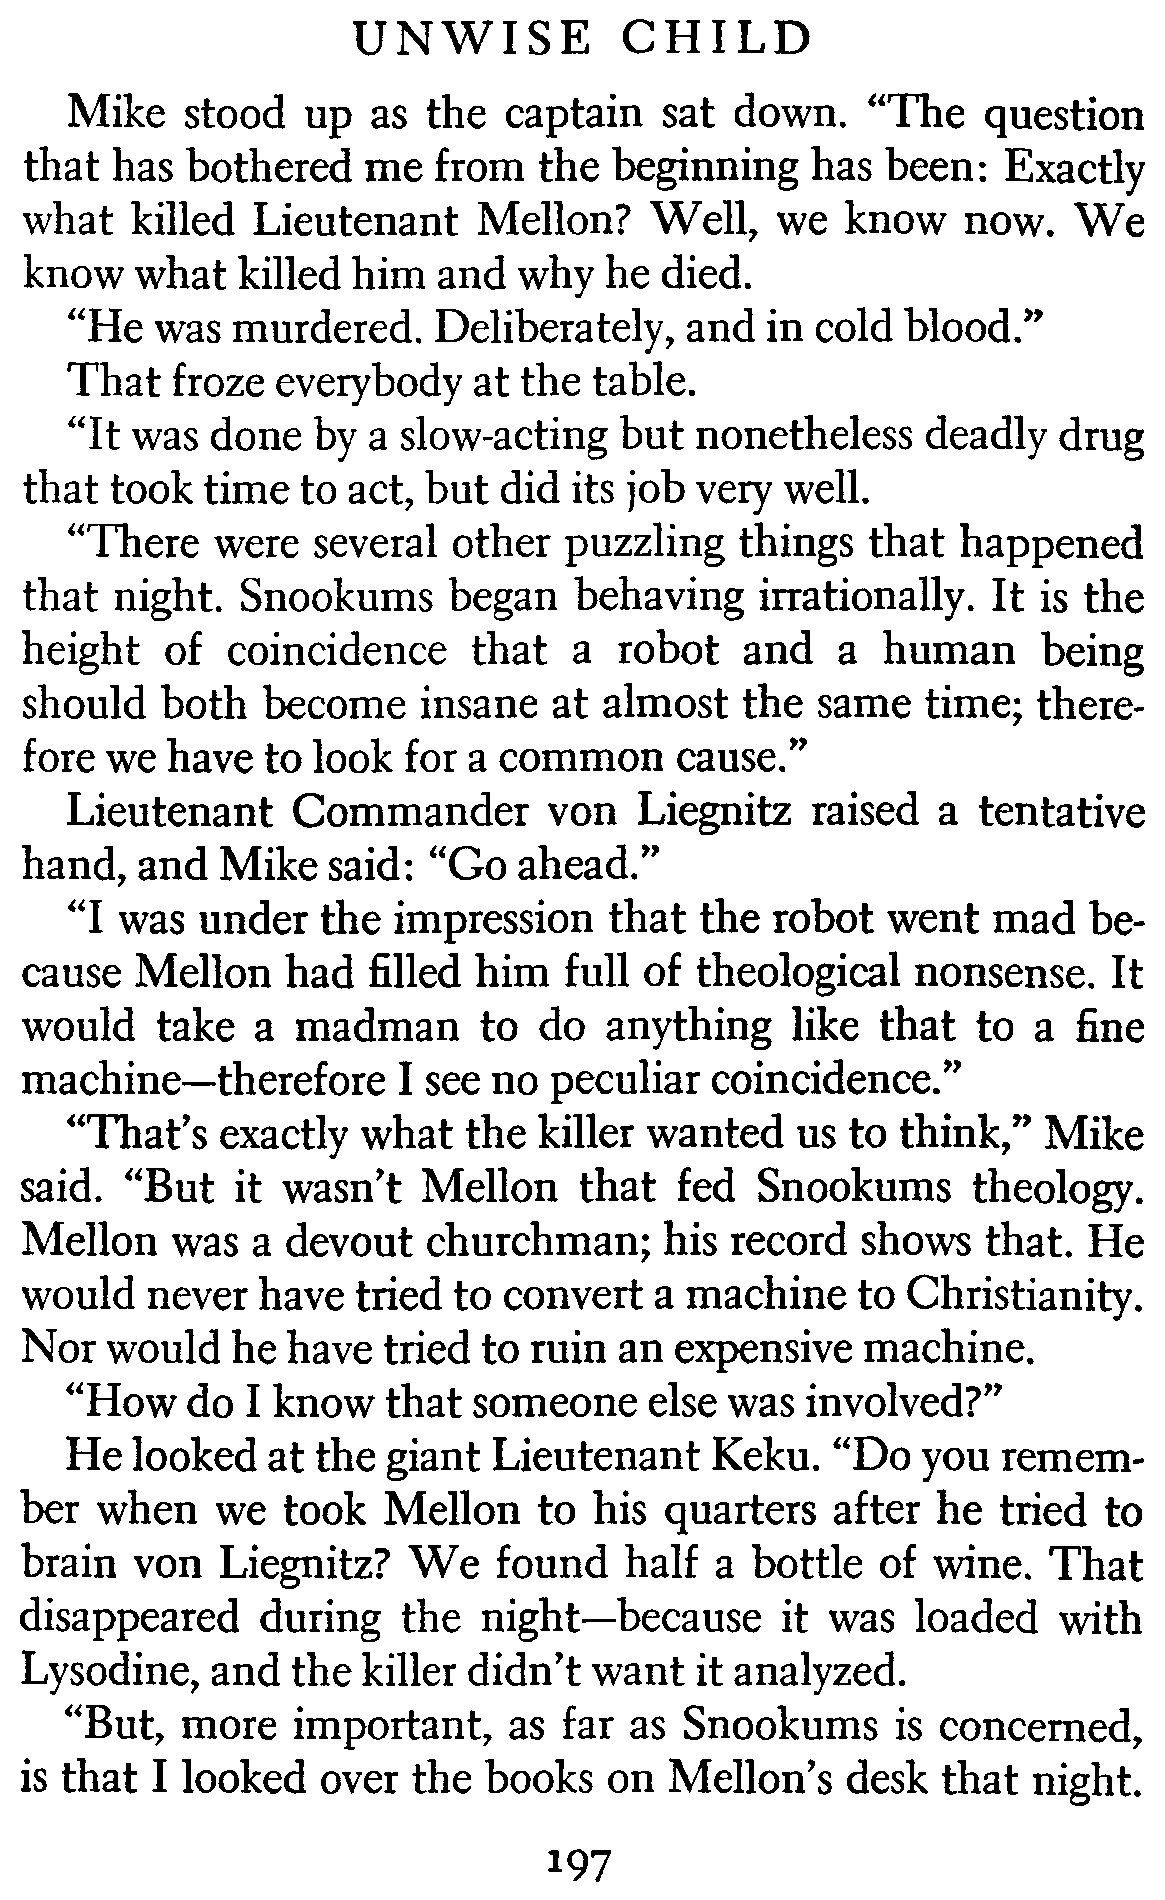 UNWISE CHILD
Mike stood up as the captain sat down. “The question
that has bothered me from the beginning has been: Exactly
what killed Lieutenant Mellon? Well, we know now. We
know what killed him and why he died.
“He was murdered. Deliberately, and in cold blood.”
That froze everybody at the table.
“It was done by a slow-acting but nonetheless deadly drug
that took time to act, but did its job very well.
“There were several other puzzling things that happened
that night. Snookums began behaving irrationally. It is the
height of coincidence that a robot and a human being
should both become insane at almost the same time; there-
fore we have to look for a common cause.”
Lieutenant Commander von Liegnitz raised a tentative
hand, and Mike said: “Go ahead.”
“I was under the impression that the robot went mad be-
cause Mellon had filled him full of theological nonsense. It
would take a madman to do anything like that to a fine
machine—therefore I see no peculiar coincidence.”
“That’s exactly what the killer wanted us to think,” Mike
said. “But it wasn’t Mellon that fed Snookums theology.
Mellon was a devout churchman; his record shows that. He
would never have tried to convert a machine to Christianity.
Nor would he have tried to ruin an expensive machine.
“How do I know that someone else was involved?”
He looked at the giant Lieutenant Keku. “Do you remem-
ber when we took Mellon to his quarters after he tried to
brain von Liegnitz? We found half a bottle of wine. That
disappeared during the night—because it was loaded with
Lysodine, and the killer didn’t want it analyzed.
“But, more important, as far as Snookums is concerned,
is that I looked over the books on Mellon’s desk that night.
197